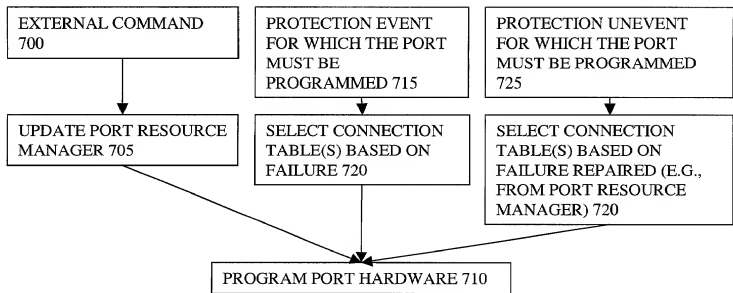 EXTERNAL COMMAND
700
PROTECTION EVENT
FOR WHICH THE PORT
MUST BE
PROGRAMMED 715
PROTECTION UNEVENT
FOR WHICH THE PORT
MUST BE PROGRAMMED
725
UPDATE PORT RESOURCE
MANAGER 705
SELECT CONNECTION
TABLE(S) BASED ON
FAILURE 720
SELECT CONNECTION
TABLE(S) BASED ON
FAILURE REPAIRED (E.G.,
FROM PORT RESOURCE
MANAGER) 720
PROGRAM PORT HARDWARE 710